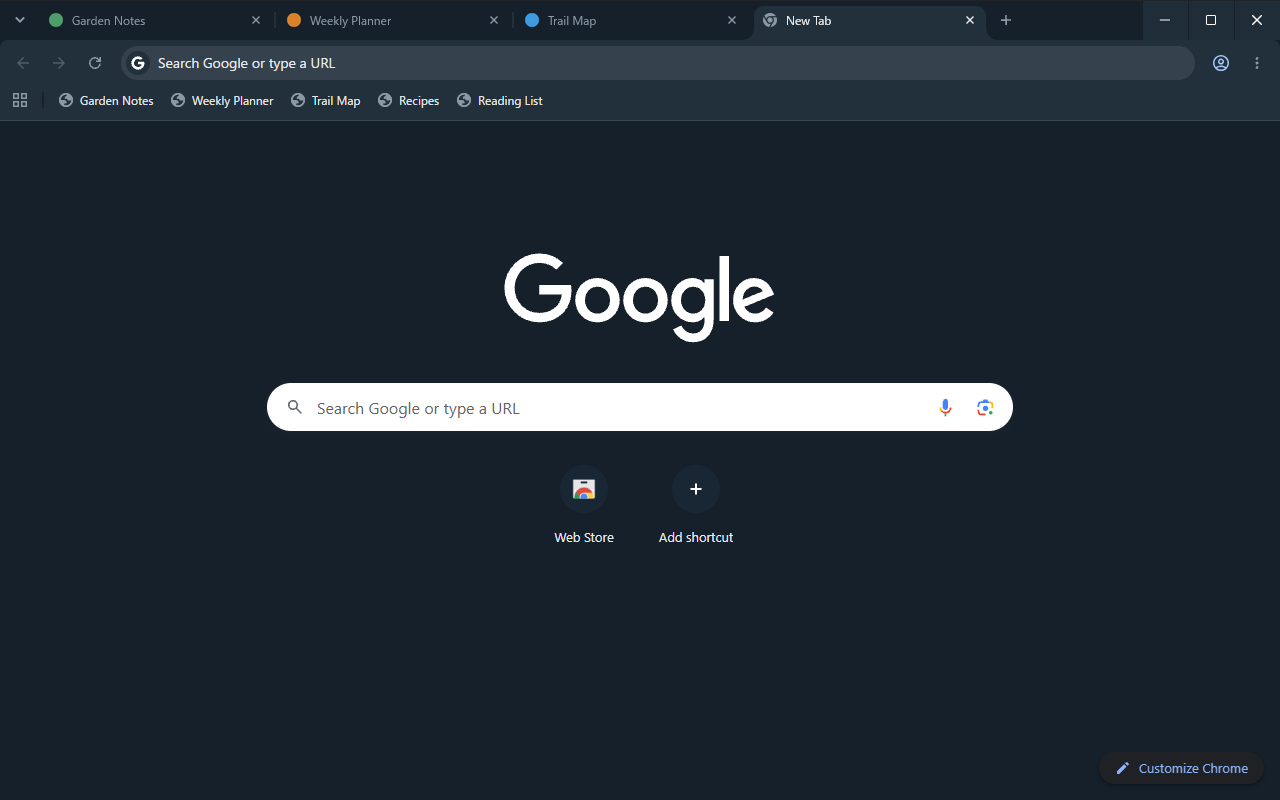 Garden Notes
Weekly Planner
Trail Map
New Tab
Search Google or type a URL
Garden Notes
Weekly Planner
Trail Map
Recipes
Reading List
Google
Search Google or type a URL
Web Store
Add shortcut
Customize Chrome